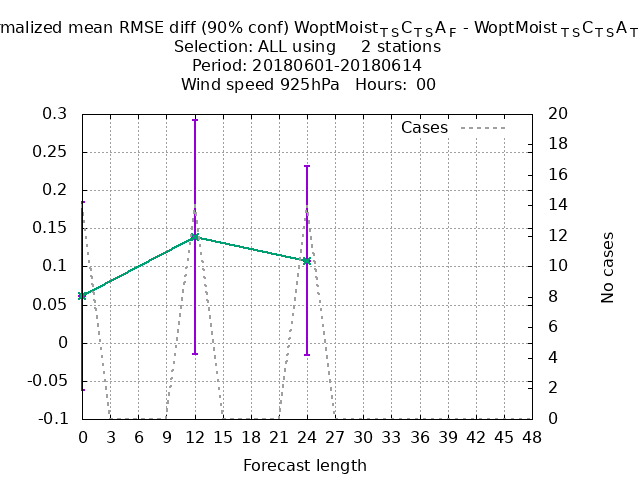 rmalized mean RMSE diff (90% conf) WoptMoist_TSC_TSA_F - WoptMoist_TSC_TSA_T
Selection: ALL using 2 stations
Period: 20180601-20180614
Wind speed 925hPa Hours: 00
Cases
0.3
0.25
0.2
0.15
0.1
0.05
0
-0.05
-0.1
20
18
16
14
12
10
8
6
4
2
0
No cases
0 3 6 9 12 15 18 21 24 27 30 33 36 39 42 45 48
Forecast length